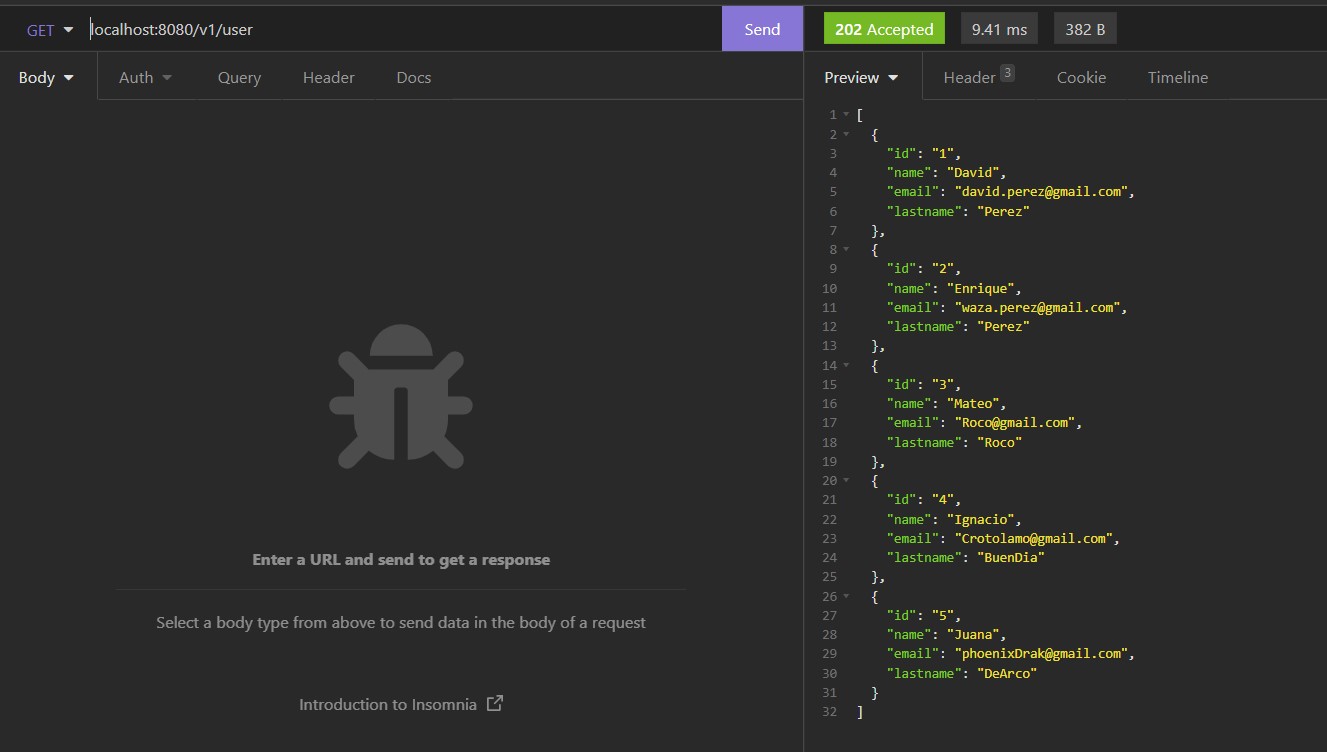 GET localhost:8080/v1/user Send
Body Auth Query Header Docs
Enter a URL and send to get a response
Select a body type from above to send data in the body of a request
Introduction to Insomnia
202 Accepted 9.41 ms 382 B
Preview Header 3 Cookie Timeline
1 [
2 {
3 "id": "1",
4 "name": "David",
5 "email": "david.perez@gmail.com",
6 "lastname": "Perez"
7 },
8 {
9 "id": "2",
10 "name": "Enrique",
11 "email": "waza.perez@gmail.com",
12 "lastname": "Perez"
13 },
14 {
15 "id": "3",
16 "name": "Mateo",
17 "email": "Roco@gmail.com",
18 "lastname": "Roco"
19 },
20 {
21 "id": "4",
22 "name": "Ignacio",
23 "email": "Crotolamo@gmail.com",
24 "lastname": "BuenDia"
25 },
26 {
27 "id": "5",
28 "name": "Juana",
29 "email": "phoenixDrak@gmail.com",
30 "lastname": "DeArco"
31 }
32 ]